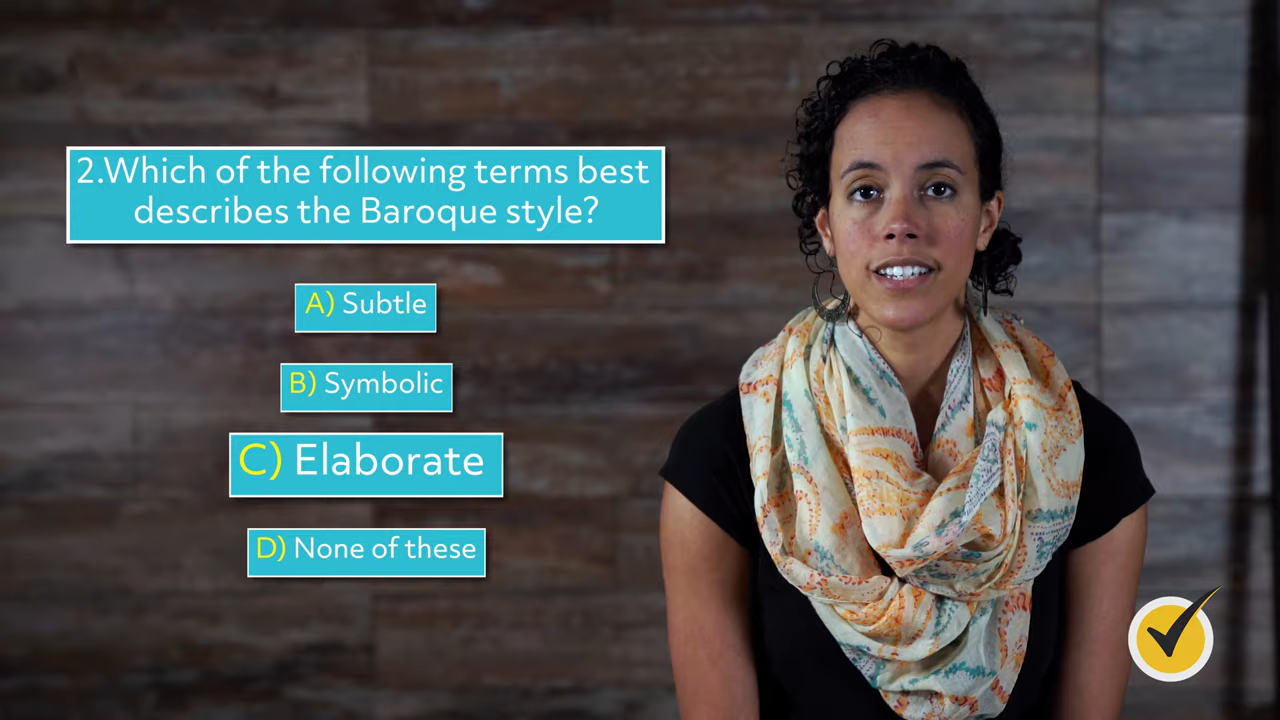 2.Which of the following terms best
describes the Baroque style?
A) Subtle
B) Symbolic
C) Elaborate
D) None of these